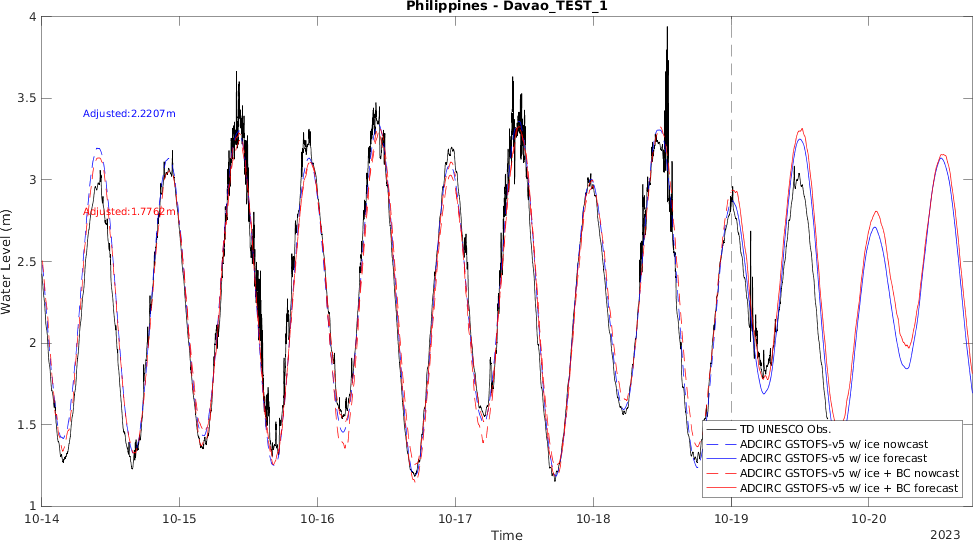 Philippines - Davao_TEST_1
4
3.5
3
2.5
2
1.5
1
Water Level (m)
Adjusted:2.2207m
Adjusted:1.7762m
TD UNESCO Obs.
ADCIRC GSTOFS-v5 w/ ice nowcast
ADCIRC GSTOFS-v5 w/ ice forecast
ADCIRC GSTOFS-v5 w/ ice + BC nowcast
ADCIRC GSTOFS-v5 w/ ice + BC forecast
10-14 10-15 10-16 10-17 10-18 10-19 10-20
Time
2023